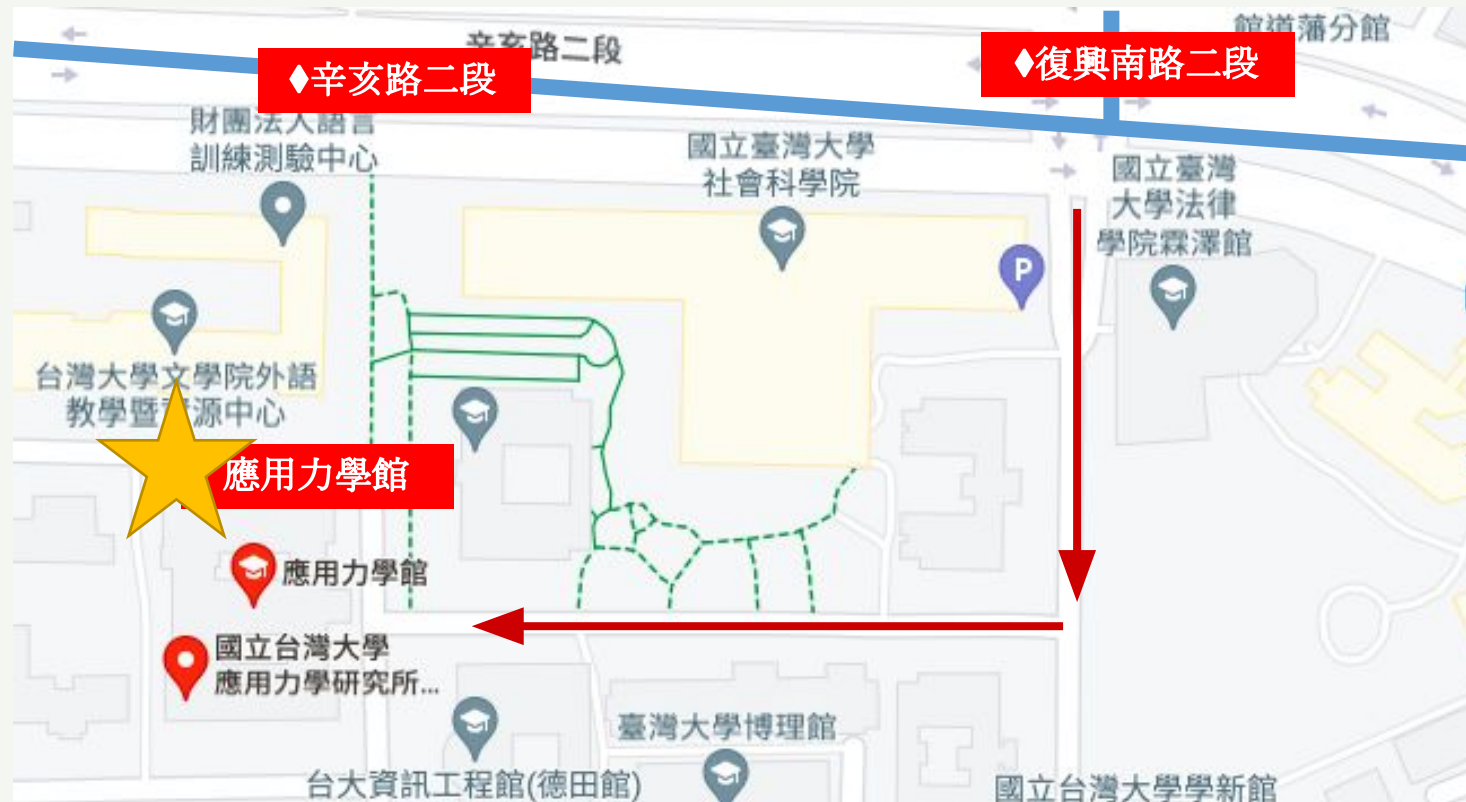 辛亥路二段
♦辛亥路二段
♦復興南路二段
館道藩分館
財團法人語言
訓練測驗中心
國立臺灣大學
社會科學院
國立臺灣
大學法律
學院霖澤館
P
台灣大學文學院外語
教學暨資源中心
應用力學館
應用力學館
國立台灣大學
應用力學研究所...
臺灣大學博理館
台大資訊工程館(德田館)
國立台灣大學學新館